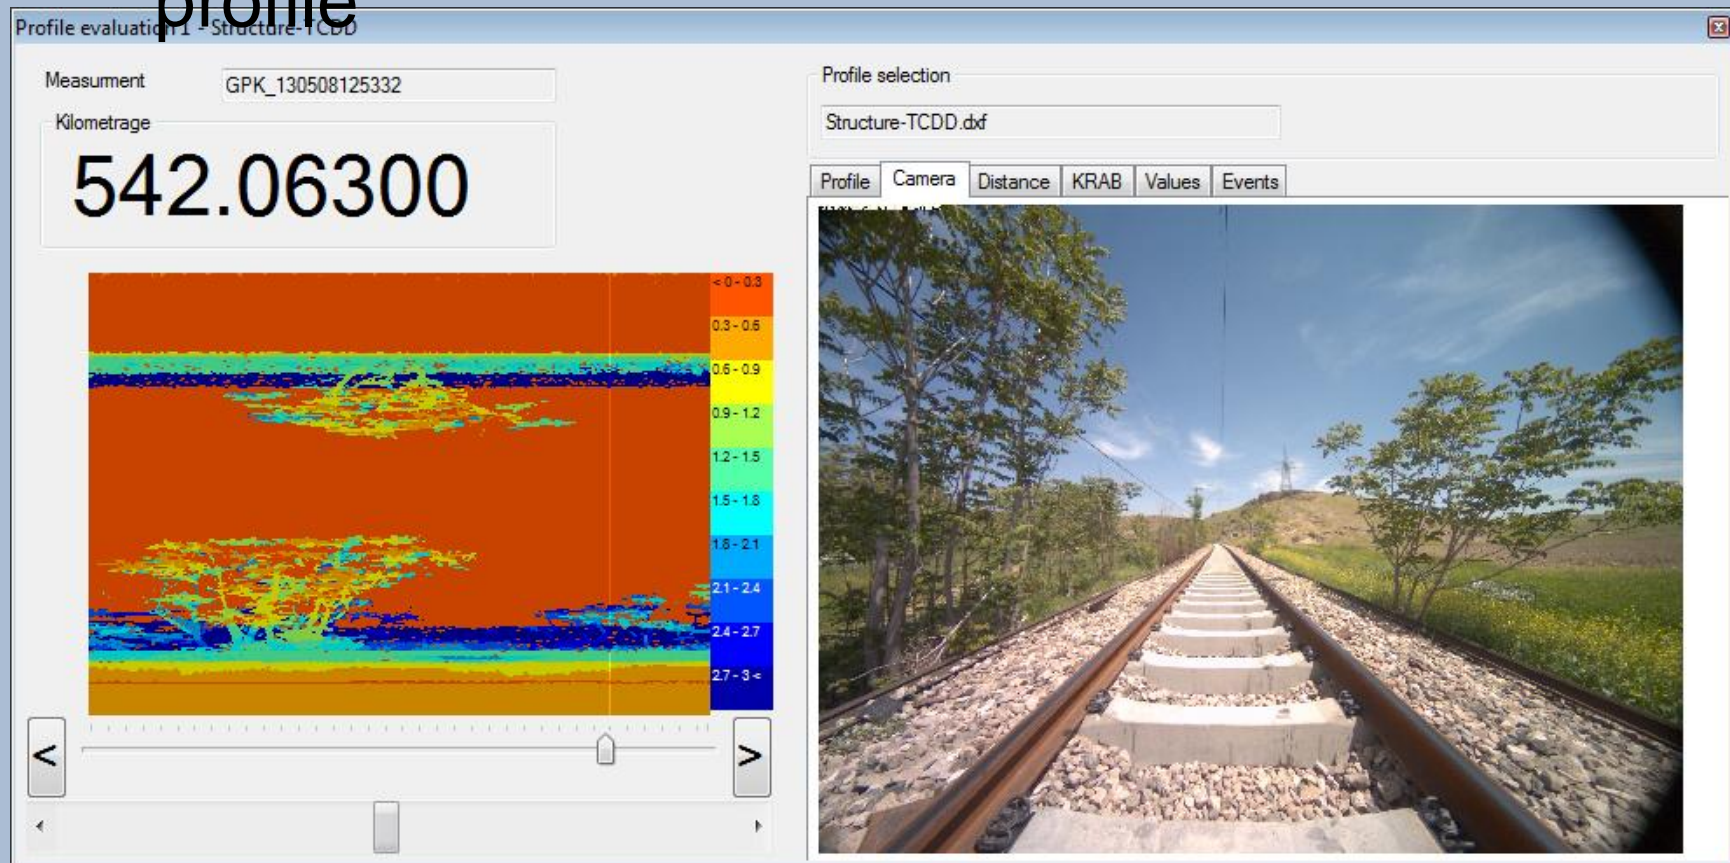 profile
Profile evaluation 1 - Structure-TCDD
Measurment
GPK_130508125332
Kilometrage
542.06300
< 0 - 0.3
0.3 - 0.6
0.6 - 0.9
0.9 - 1.2
1.2 - 1.5
1.5 - 1.8
1.8 - 2.1
2.1 - 2.4
2.4 - 2.7
2.7 - 3 <
<
>
Profile selection
Structure-TCDD.dxf
Profile Camera Distance KRAB Values Events